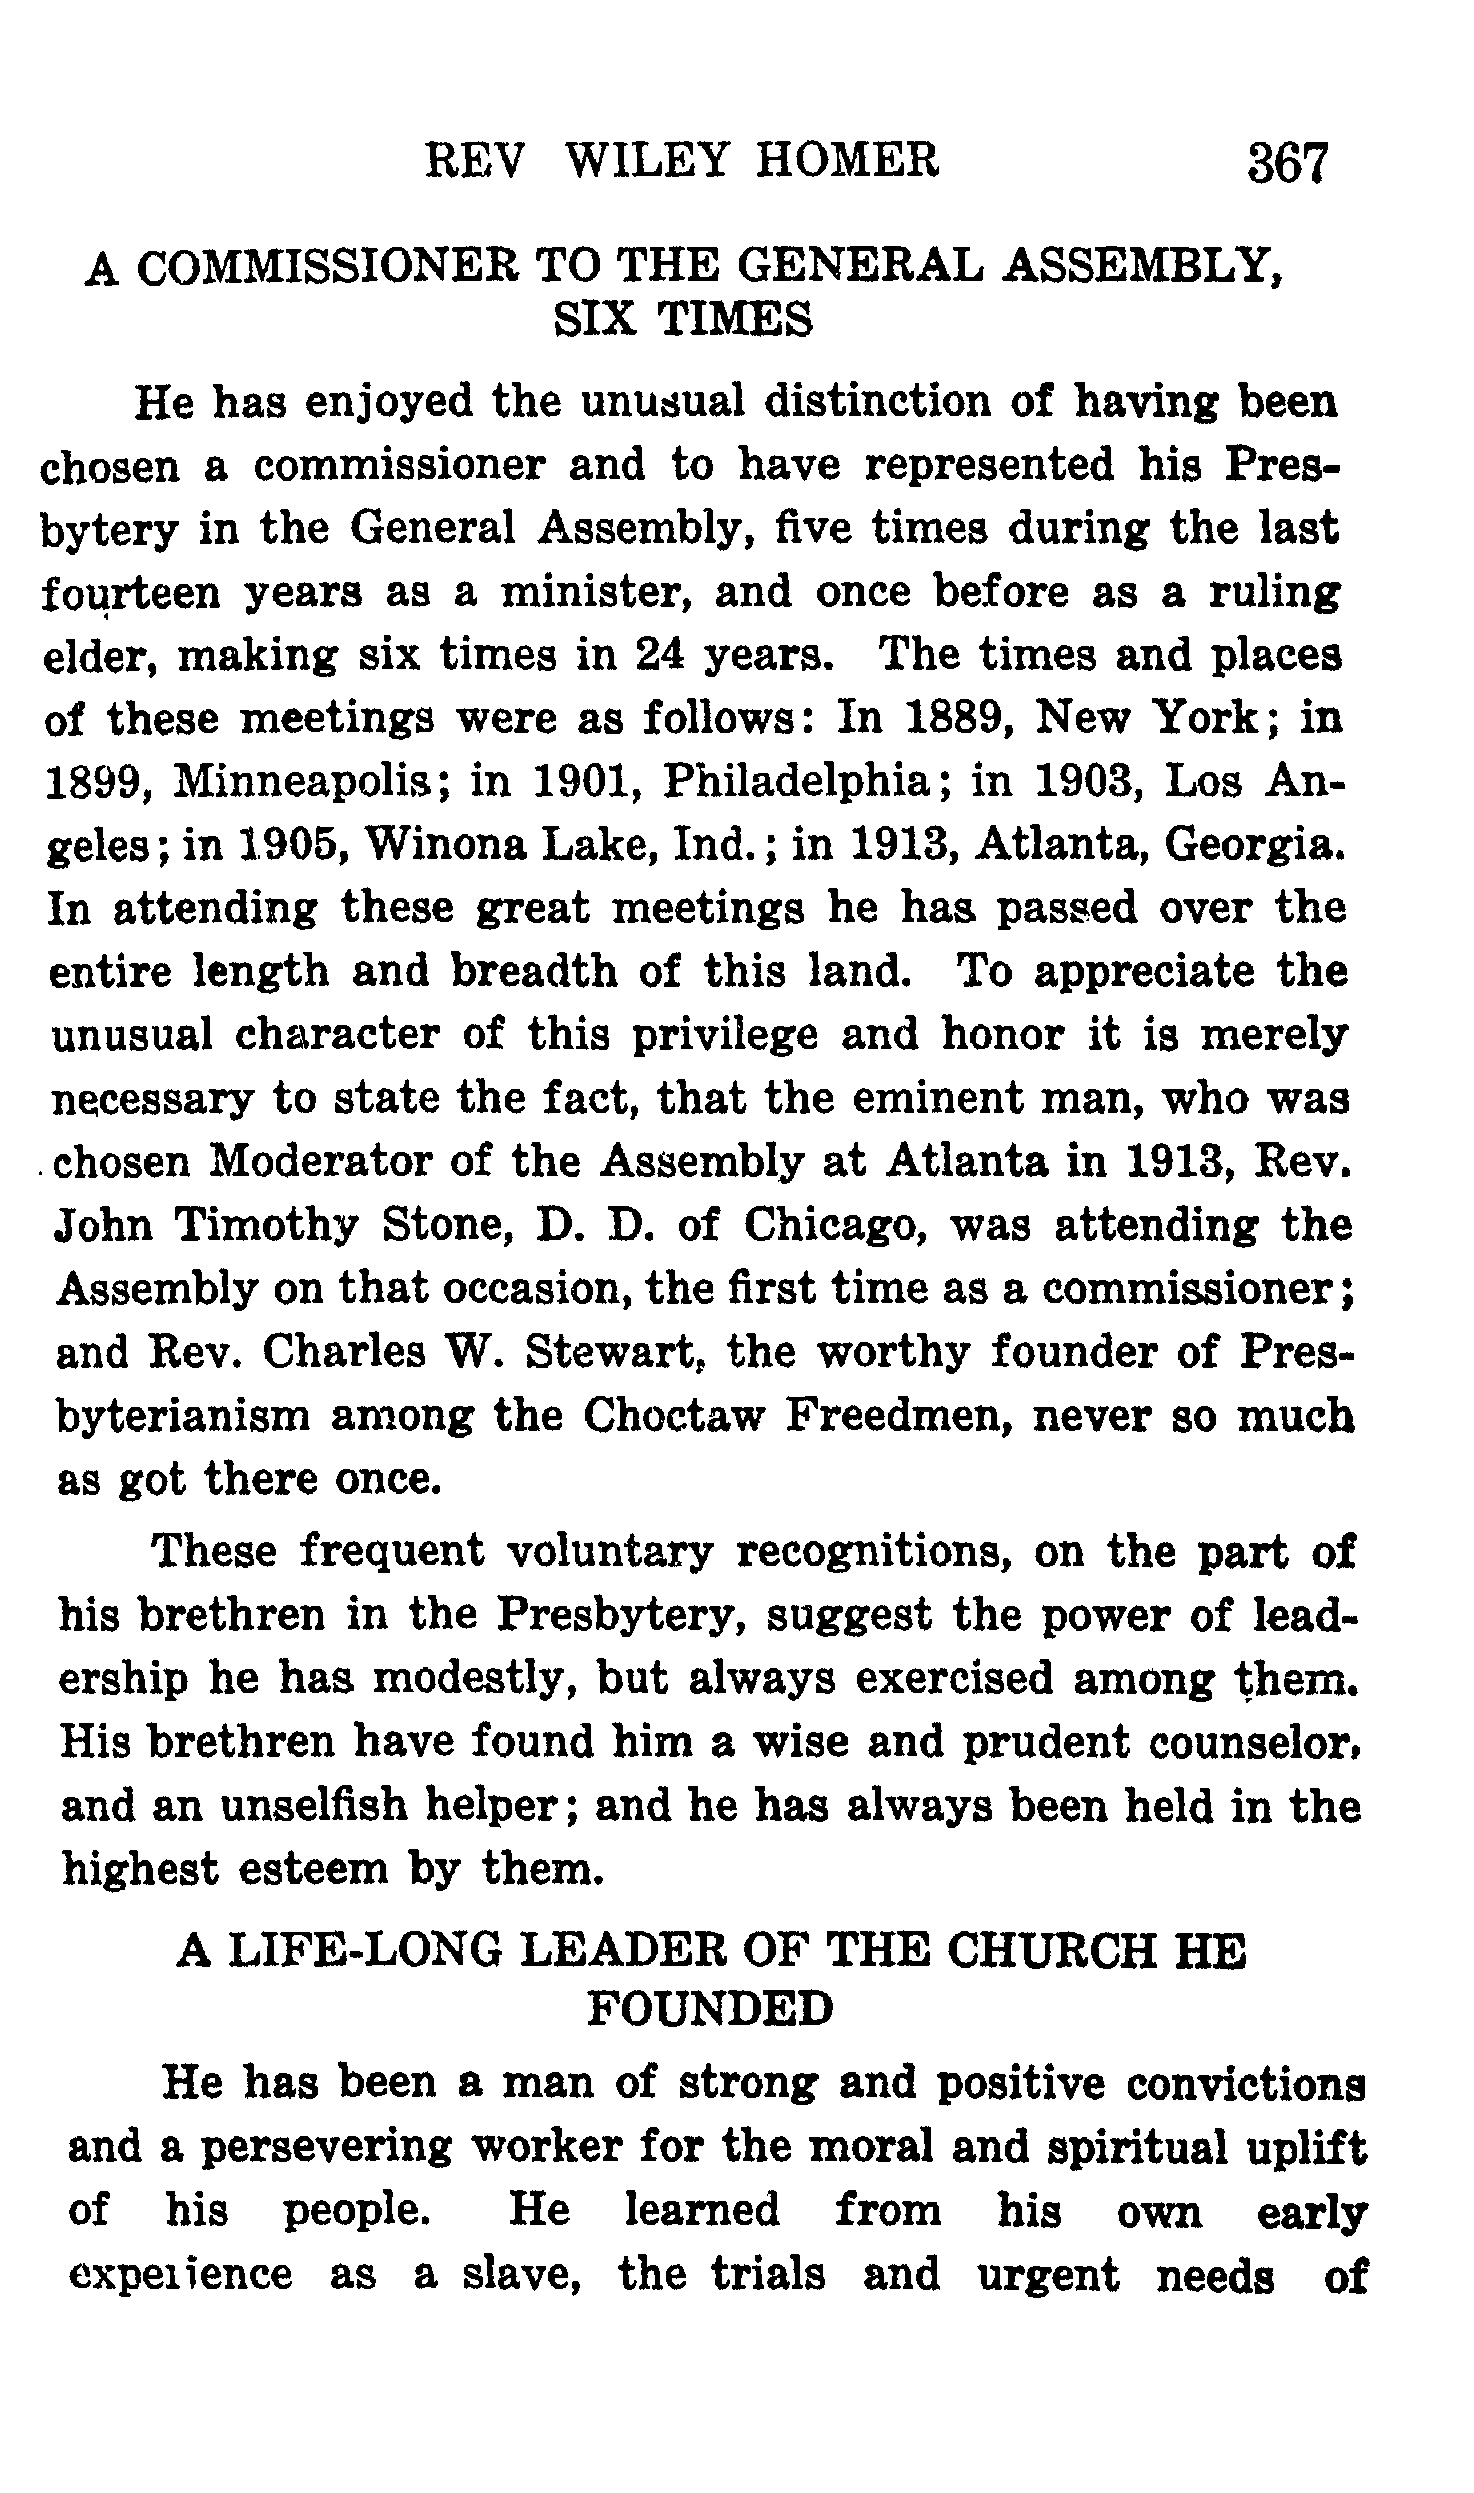 REV WILEY HOMER 367
A COMMISSIONER TO THE GENERAL ASSEMBLY,
SIX TIMES
He has enjoyed the unusual distinction of having been
chosen a commissioner and to have represented his Pres-
bytery in the General Assembly, five times during the last
fourteen years as a minister, and once before as a ruling
elder, making six times in 24 years. The times and places
of these meetings were as follows: In 1889, New York; in
1899, Minneapolis; in 1901, Philadelphia; in 1903, Los An-
geles; in 1905, Winona Lake, Ind.; in 1913, Atlanta, Georgia.
In attending these great meetings he has passed over the
entire length and breadth of this land. To appreciate the
unusual character of this privilege and honor it is merely
necessary to state the fact, that the eminent man, who was
chosen Moderator of the Assembly at Atlanta in 1913, Rev.
John Timothy Stone, D. D. of Chicago, was attending the
Assembly on that occasion, the first time as a commissioner;
and Rev. Charles W. Stewart, the worthy founder of Pres-
byterianism among the Choctaw Freedmen, never so much
as got there once.
These frequent voluntary recognitions, on the part of
his brethren in the Presbytery, suggest the power of lead-
ership he has modestly, but always exercised among them.
His brethren have found him a wise and prudent counselor,
and an unselfish helper; and he has always been held in the
highest esteem by them.
A LIFE-LONG LEADER OF THE CHURCH HE
FOUNDED
He has been a man of strong and positive convictions
and a persevering worker for the moral and spiritual uplift
of his people. He learned from his own early
experience as a slave, the trials and urgent needs of